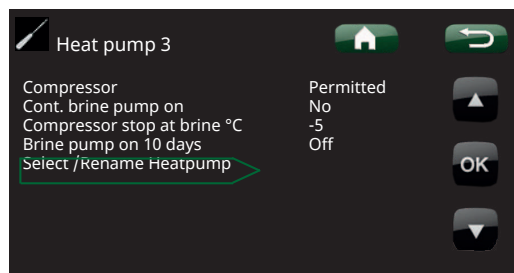 Heat pump 3
Compressor Permitted
Cont. brine pump on No
Compressor stop at brine °C -5
Brine pump on 10 days Off
Select /Rename Heatpump
OK